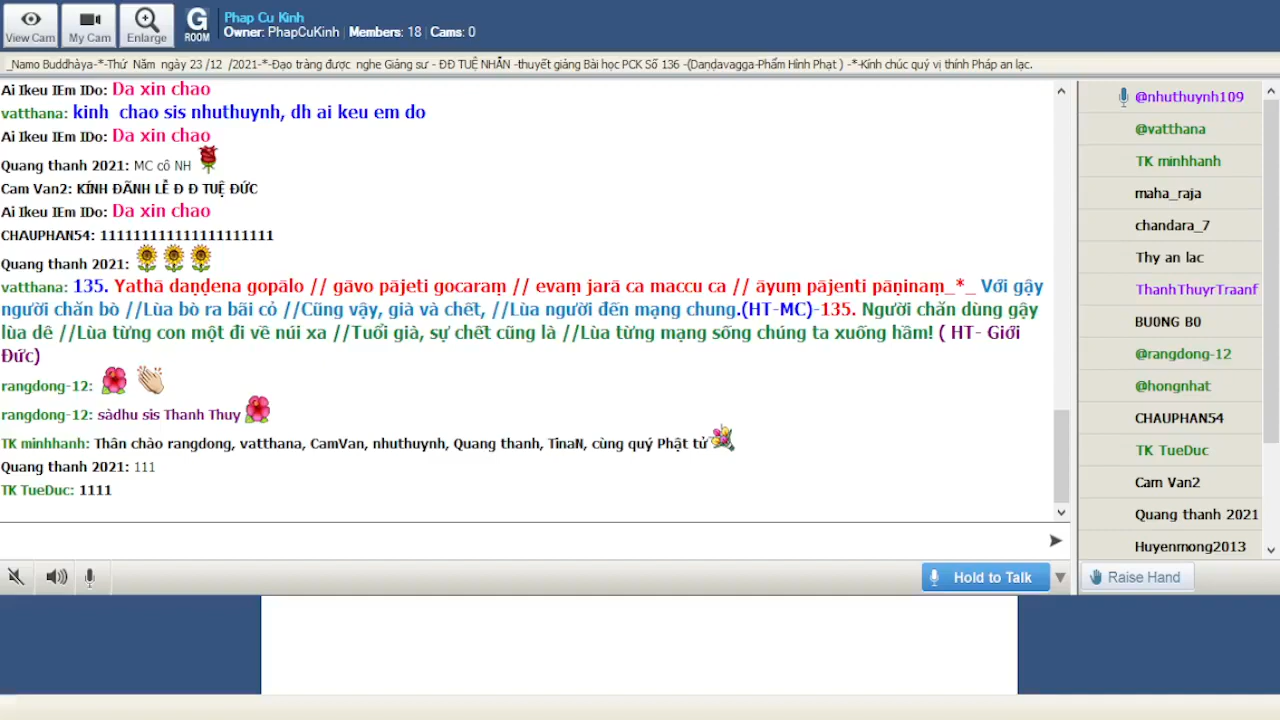 View Cam
My Cam
Enlarge
G
ROOM
Phap Cu Kinh
Owner: PhapCuKinh | Members: 18 | Cams: 0
_Namo Buddhàya-*-Thứ Năm ngày 23 /12 /2021-*-Đạo tràng được nghe Giảng sư - ĐĐ TUỆ NHẪN -thuyết giảng Bài học PCK Số 136 -(Daṇḍavagga-Phẩm Hình Phạt ) -*-Kính chúc quý vị thính Pháp an lạc.
Ai Ikeu IEm IDo: Da xin chao
vatthana: kinh chao sis nhuthuynh, dh ai keu em do
Ai Ikeu IEm IDo: Da xin chao
Quang thanh 2021: MC cô NH
Cam Van2: KÍNH ĐÃNH LỄ Đ Đ TUỆ ĐỨC
Ai Ikeu IEm IDo: Da xin chao
CHAUPHAN54: 111111111111111111111
Quang thanh 2021:
vatthana: 135. Yathā daṇḍena gopālo // gāvo pājeti gocaraṃ // evaṃ jarā ca maccu ca // āyuṃ pājenti pāṇinaṃ_*_ Với gậy
người chăn bò //Lùa bò ra bãi cỏ //Cũng vậy, già và chết, //Lùa người đến mạng chung.(HT-MC)-135. Người chăn dùng gậy
lùa dê //Lùa từng con một đi về núi xa //Tuổi già, sự chết cũng là //Lùa từng mạng sống chúng ta xuống hầm! ( HT- Giới
Đức)
rangdong-12:
rangdong-12: sàdhu sis Thanh Thuy
TK minhhanh: Thân chào rangdong, vatthana, CamVan, nhuthuynh, Quang thanh, TinaN, cùng quý Phật tử
Quang thanh 2021: 111
TK TueDuc: 1111
@nhuthuynh109
@vatthana
TK minhhanh
maha_raja
chandara_7
Thy an lac
ThanhThuyrTraanf
BU0NG B0
@rangdong-12
@hongnhat
CHAUPHAN54
TK TueDuc
Cam Van2
Quang thanh 2021
Huyenmong2013
Hold to Talk
Raise Hand